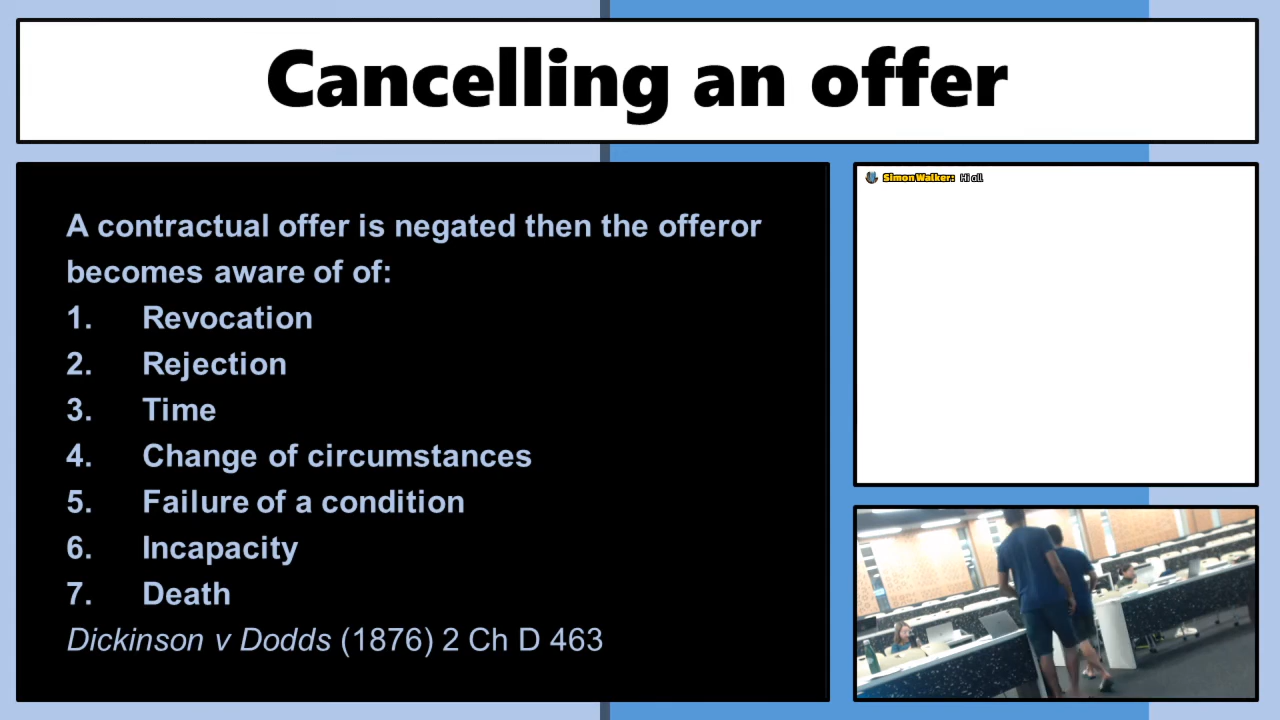 Cancelling an offer
A contractual offer is negated then the offeror
becomes aware of of:
1. Revocation
2. Rejection
3. Time
4. Change of circumstances
5. Failure of a condition
6. Incapacity
7. Death
Dickinson v Dodds (1876) 2 Ch D 463
Simon Walker: Hi all